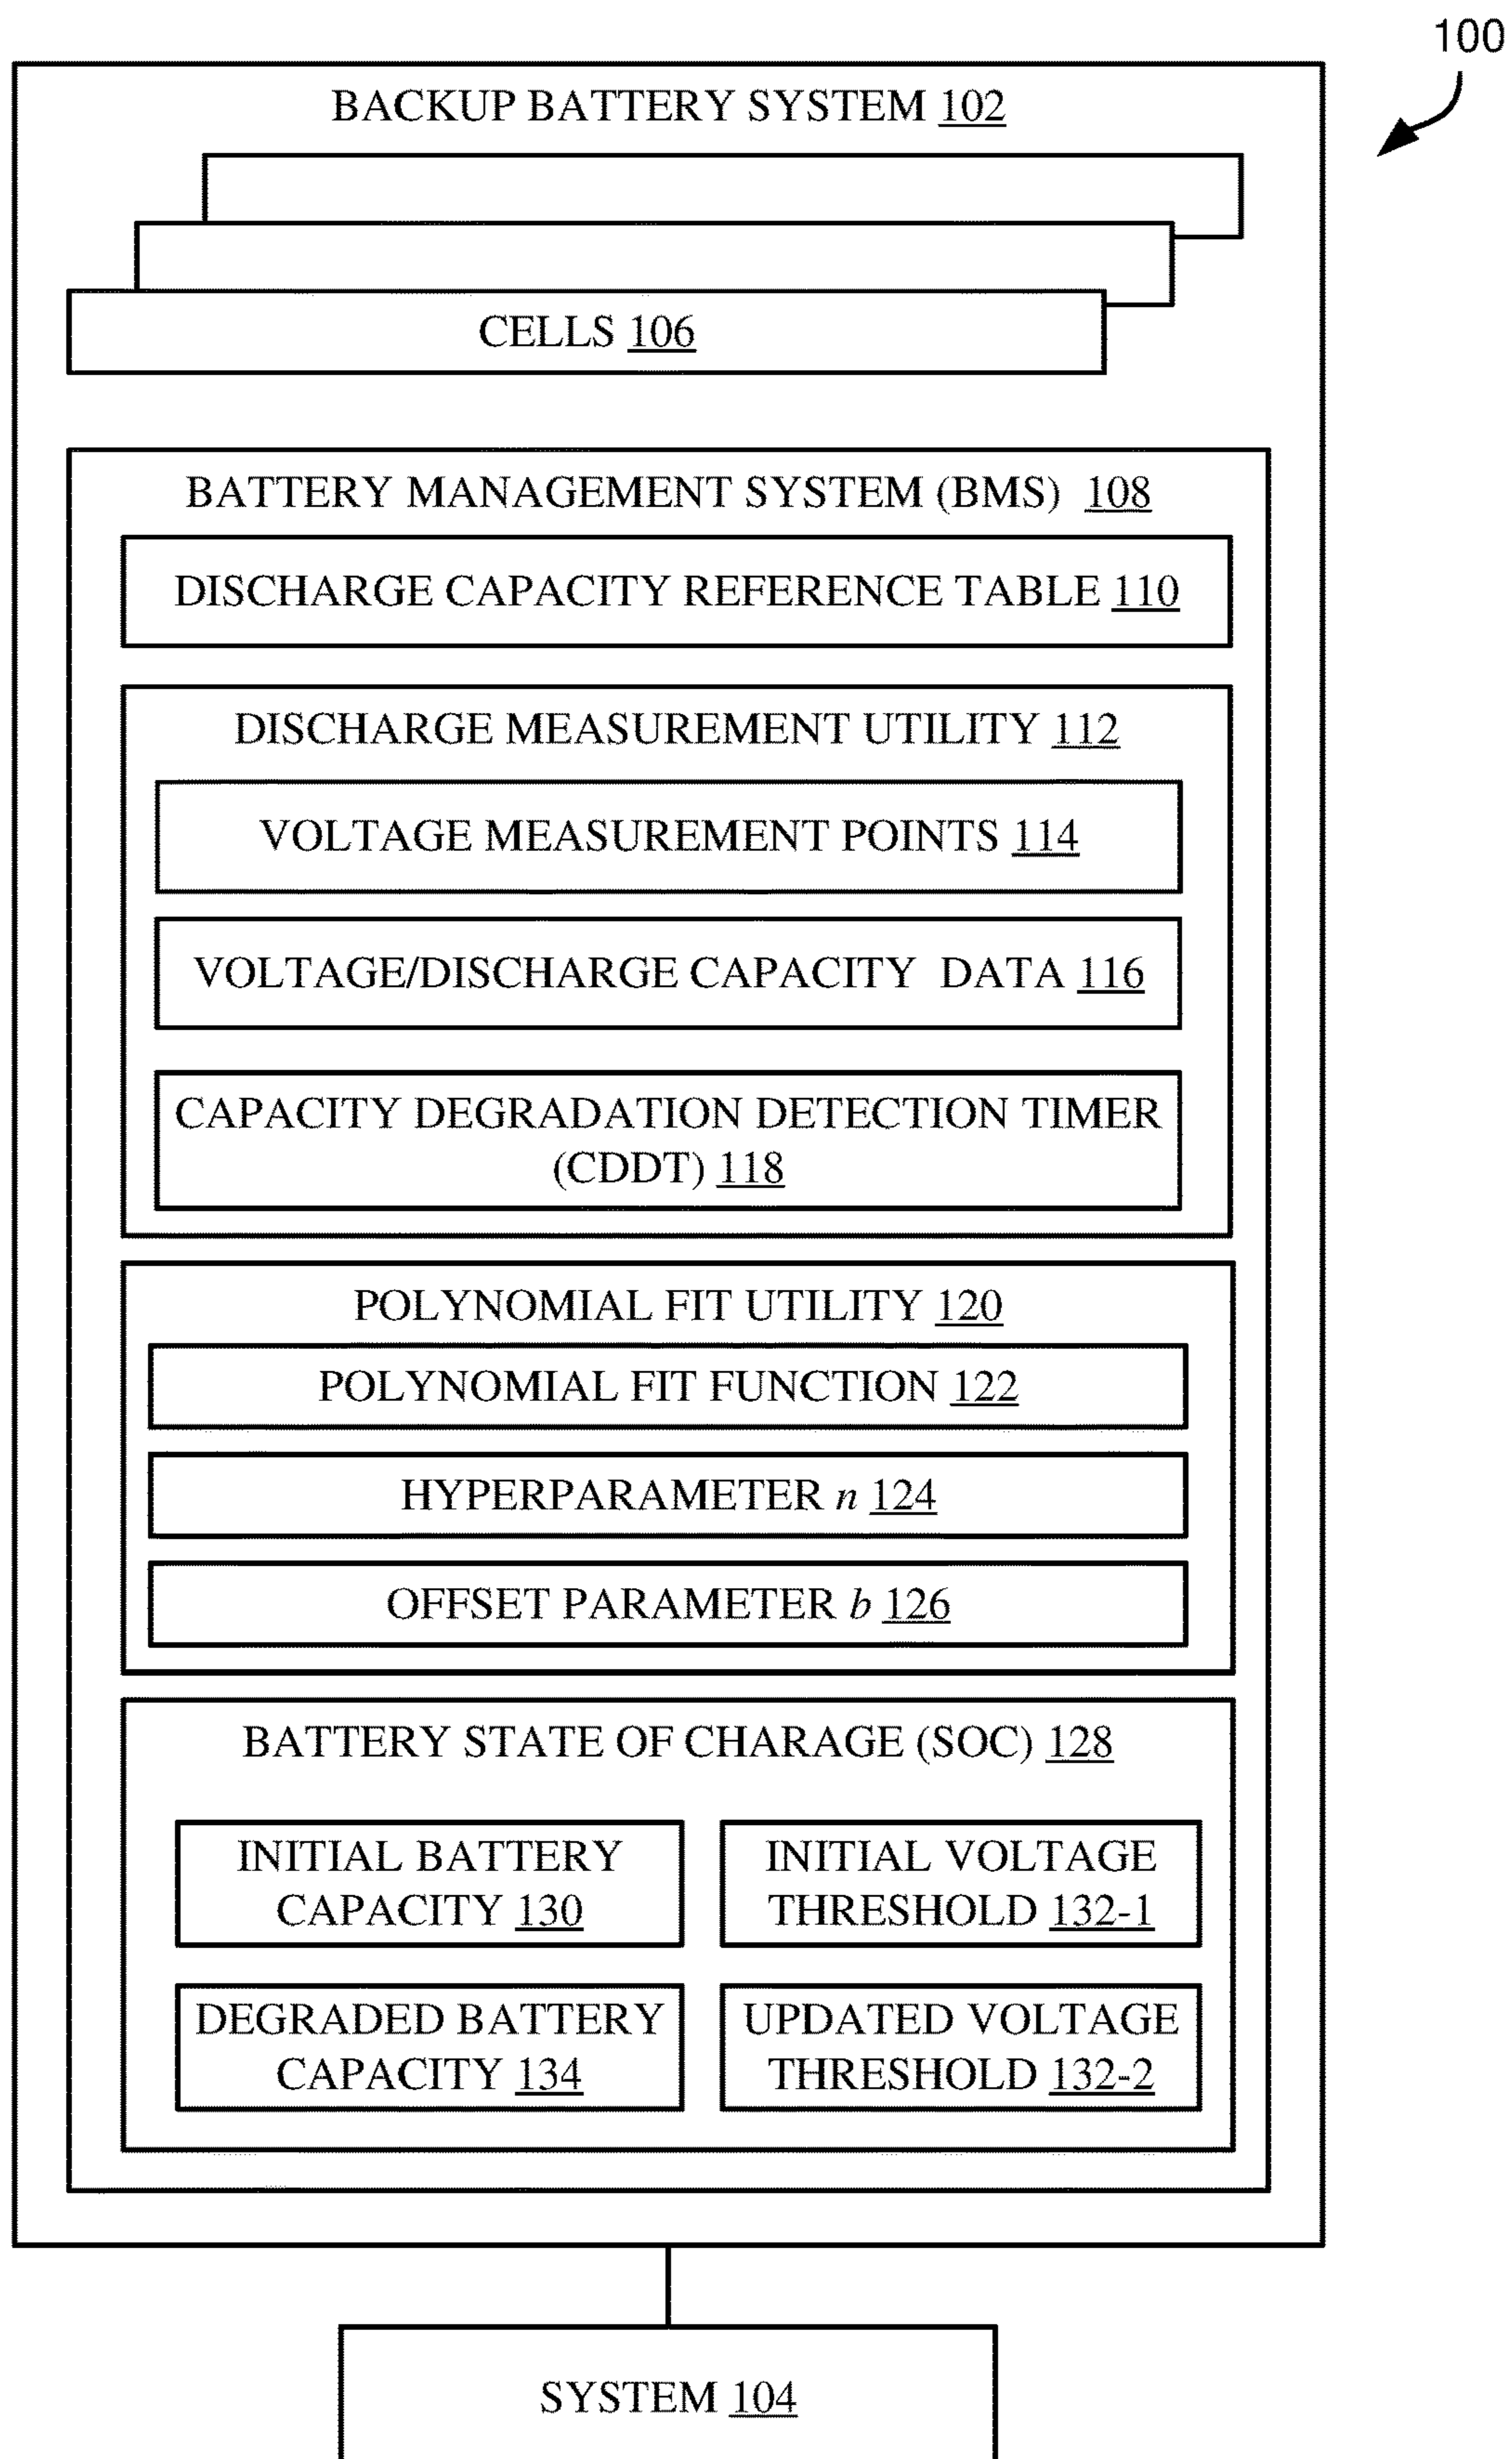 100
BACKUP BATTERY SYSTEM 102
CELLS 106
BATTERY MANAGEMENT SYSTEM (BMS) 108
DISCHARGE CAPACITY REFERENCE TABLE 110
DISCHARGE MEASUREMENT UTILITY 112
VOLTAGE MEASUREMENT POINTS 114
VOLTAGE/DISCHARGE CAPACITY DATA 116
CAPACITY DEGRADATION DETECTION TIMER
(CDDT) 118
POLYNOMIAL FIT UTILITY 120
POLYNOMIAL FIT FUNCTION 122
HYPERPARAMETER n 124
OFFSET PARAMETER b 126
BATTERY STATE OF CHARAGE (SOC) 128
INITIAL BATTERY
CAPACITY 130
INITIAL VOLTAGE
THRESHOLD 132-1
DEGRADED BATTERY
CAPACITY 134
UPDATED VOLTAGE
THRESHOLD 132-2
SYSTEM 104